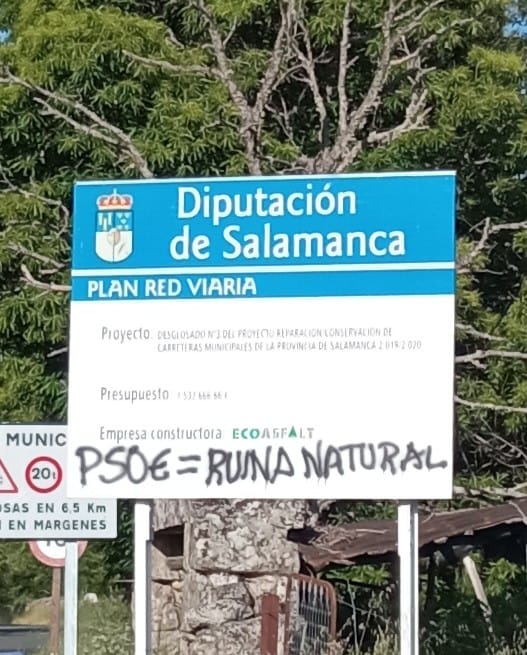 Diputación
de Salamanca
PLAN RED VIARIA
Proyecto: DESGLOSADO Nº3 DEL PROYECTO REPARACION/CONSERVACION DE
CARRETERAS MUNICIPALES DE LA PROVINCIA DE SALAMANCA 2.019/2.020
Presupuesto:
Empresa constructora: ECOASFALT
PSO€=RUINA NATURAL
MUNIC
20t
OSAS EN 6,5 Km
EN MARGENES